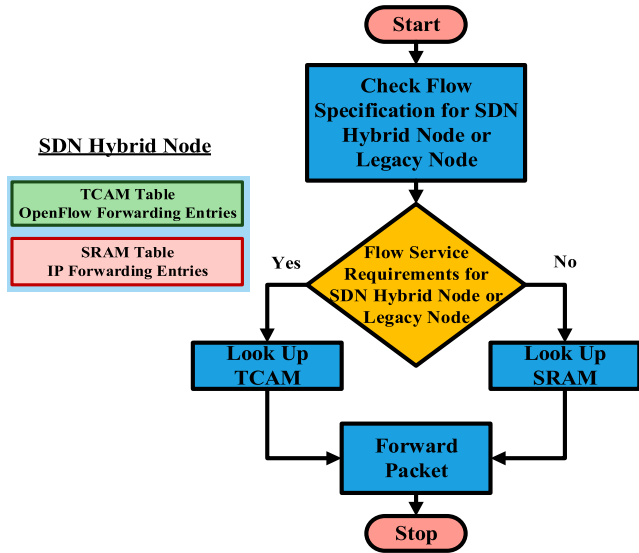 Start
Check Flow
Specification for SDN
Hybrid Node or
Legacy Node
SDN Hybrid Node
TCAM Table
OpenFlow Forwarding Entries
SRAM Table
IP Forwarding Entries
Flow Service
Requirements for
SDN Hybrid Node or
Legacy Node
Yes
No
Look Up
TCAM
Look Up
SRAM
Forward
Packet
Stop